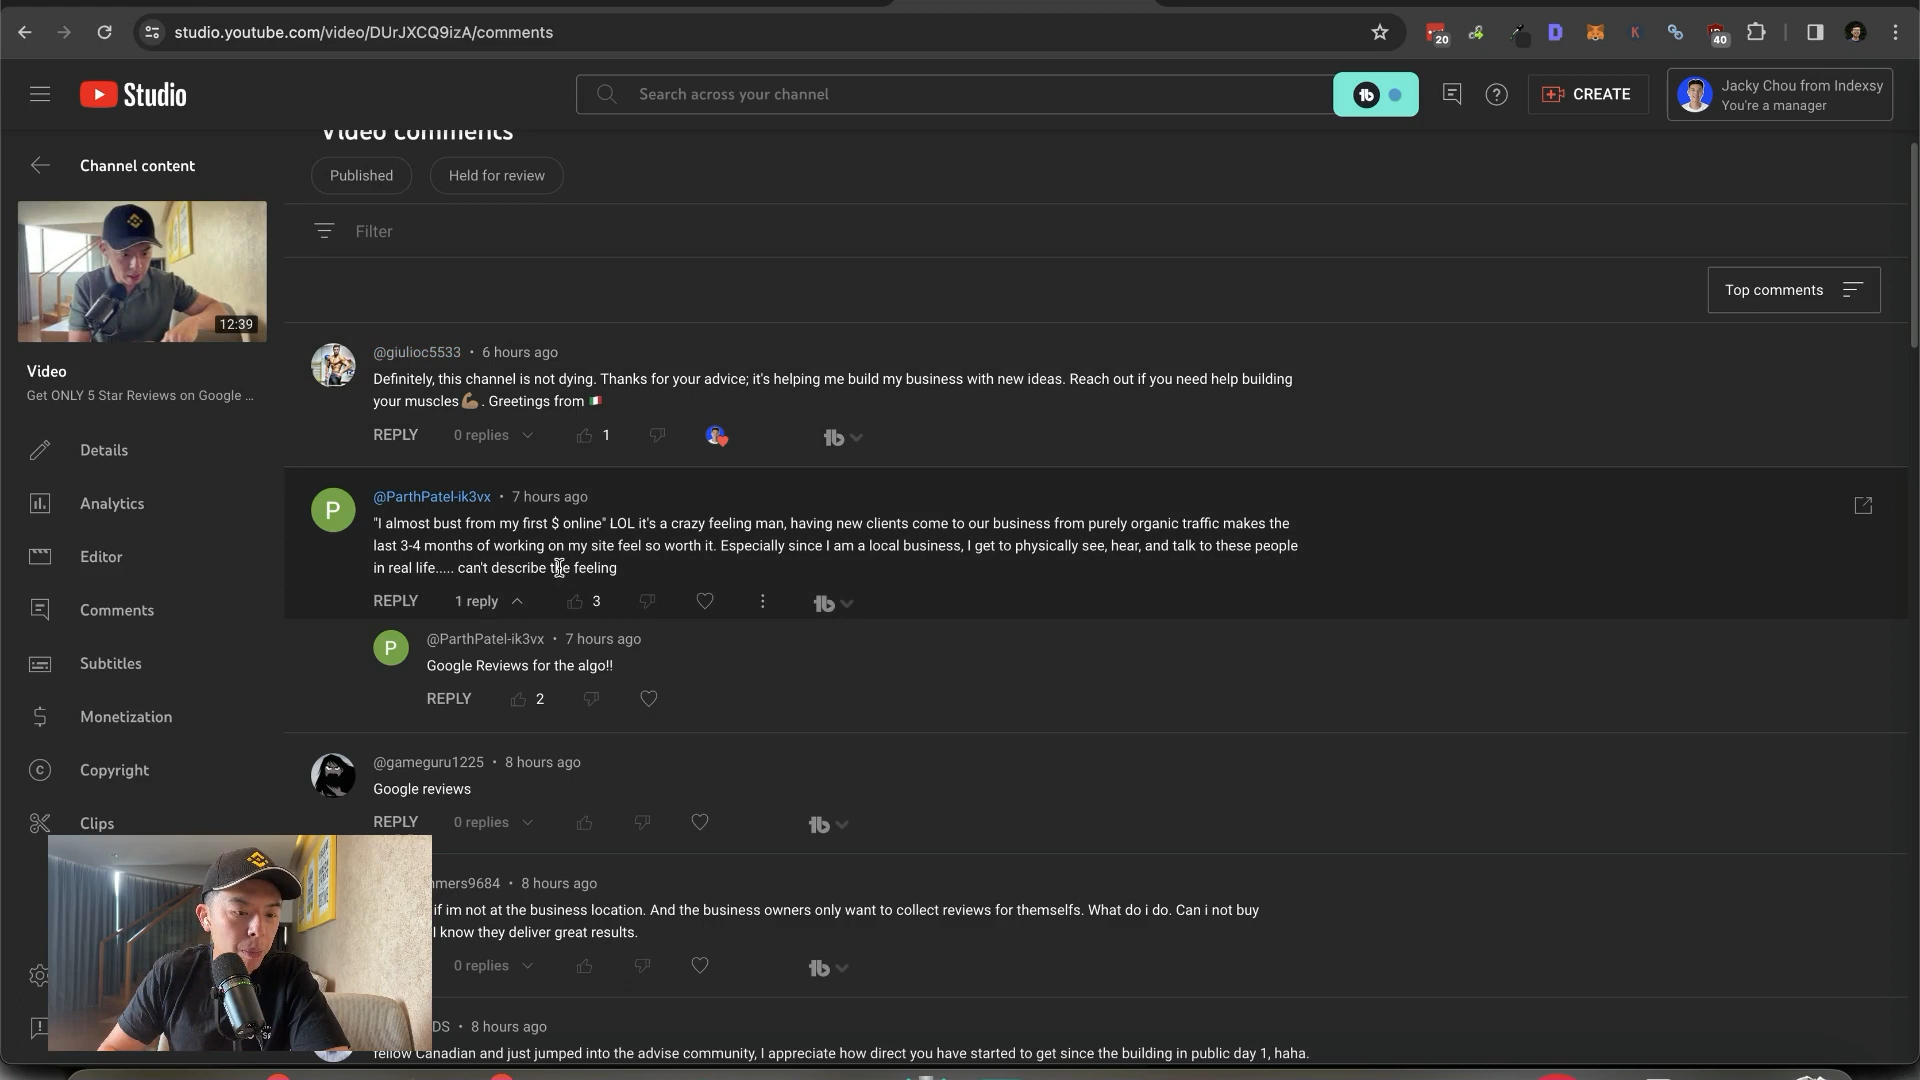 studio.youtube.com/video/DUrJXCQ9izA/comments
20
40
Studio
Search across your channel
CREATE
Jacky Chou from Indexsy
You're a manager
Video comments
Channel content
Published
Held for review
Filter
12:39
Top comments
Video
Get ONLY 5 Star Reviews on Google ...
Details
Analytics
Editor
Comments
Subtitles
Monetization
Copyright
Clips
@giulioc5533 • 6 hours ago
Definitely, this channel is not dying. Thanks for your advice; it's helping me build my business with new ideas. Reach out if you need help building
your muscles💪🏽. Greetings from 🇮🇹
REPLY 0 replies 1
P
@ParthPatel-ik3vx • 7 hours ago
"I almost bust from my first $ online" LOL it's a crazy feeling man, having new clients come to our business from purely organic traffic makes the
last 3-4 months of working on my site feel so worth it. Especially since I am a local business, I get to physically see, hear, and talk to these people
in real life..... can't describe the feeling
REPLY 1 reply 3
P
@ParthPatel-ik3vx • 7 hours ago
Google Reviews for the algo!!
REPLY 2
@gameguru1225 • 8 hours ago
Google reviews
REPLY 0 replies
mers9684 • 8 hours ago
if im not at the business location. And the business owners only want to collect reviews for themselfs. What do i do. Can i not buy
I know they deliver great results.
0 replies
DS • 8 hours ago
fellow Canadian and just jumped into the advise community, I appreciate how direct you have started to get since the building in public day 1, haha.